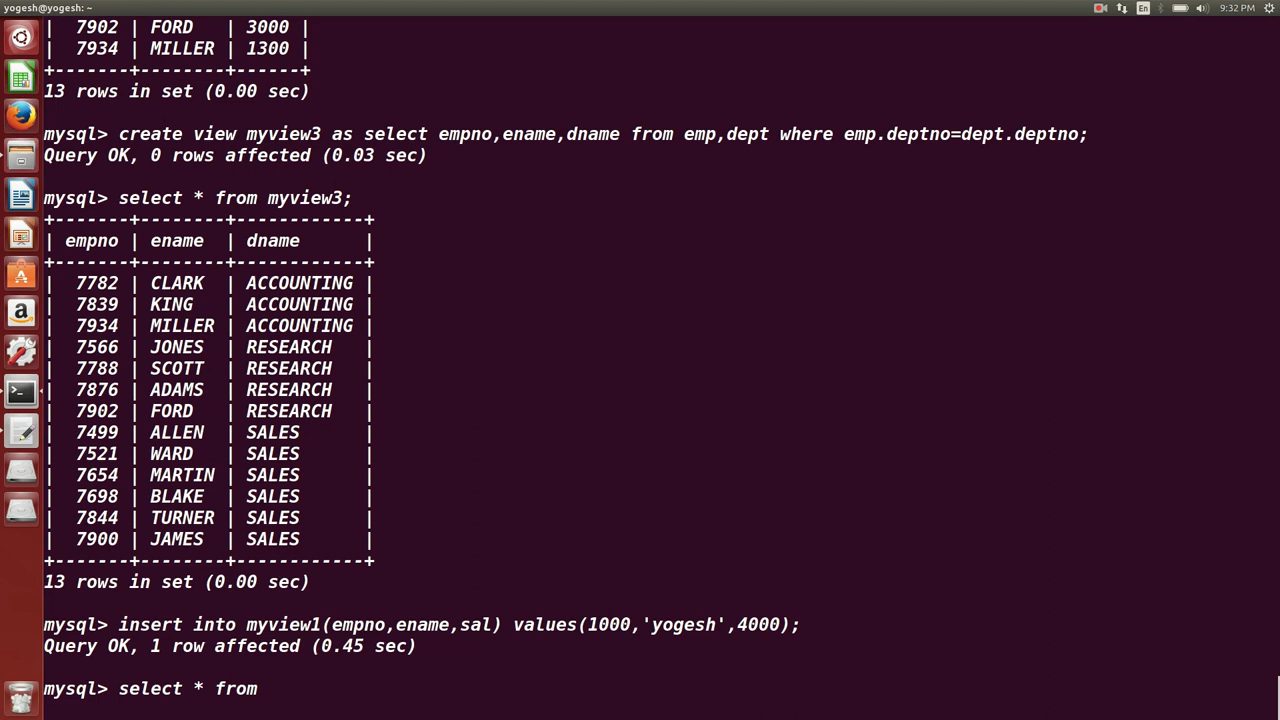 yogesh@yogesh: ~
En
9:32 PM
|  7902 | FORD   | 3000 |
|  7934 | MILLER | 1300 |
+-------+--------+------+
13 rows in set (0.00 sec)
mysql> create view myview3 as select empno,ename,dname from emp,dept where emp.deptno=dept.deptno;
Query OK, 0 rows affected (0.03 sec)
mysql> select * from myview3;
+-------+--------+------------+
| empno | ename  | dname      |
+-------+--------+------------+
|  7782 | CLARK  | ACCOUNTING |
|  7839 | KING   | ACCOUNTING |
|  7934 | MILLER | ACCOUNTING |
|  7566 | JONES  | RESEARCH   |
|  7788 | SCOTT  | RESEARCH   |
|  7876 | ADAMS  | RESEARCH   |
|  7902 | FORD   | RESEARCH   |
|  7499 | ALLEN  | SALES      |
|  7521 | WARD   | SALES      |
|  7654 | MARTIN | SALES      |
|  7698 | BLAKE  | SALES      |
|  7844 | TURNER | SALES      |
|  7900 | JAMES  | SALES      |
+-------+--------+------------+
13 rows in set (0.00 sec)
mysql> insert into myview1(empno,ename,sal) values(1000,'yogesh',4000);
Query OK, 1 row affected (0.45 sec)
mysql> select * from